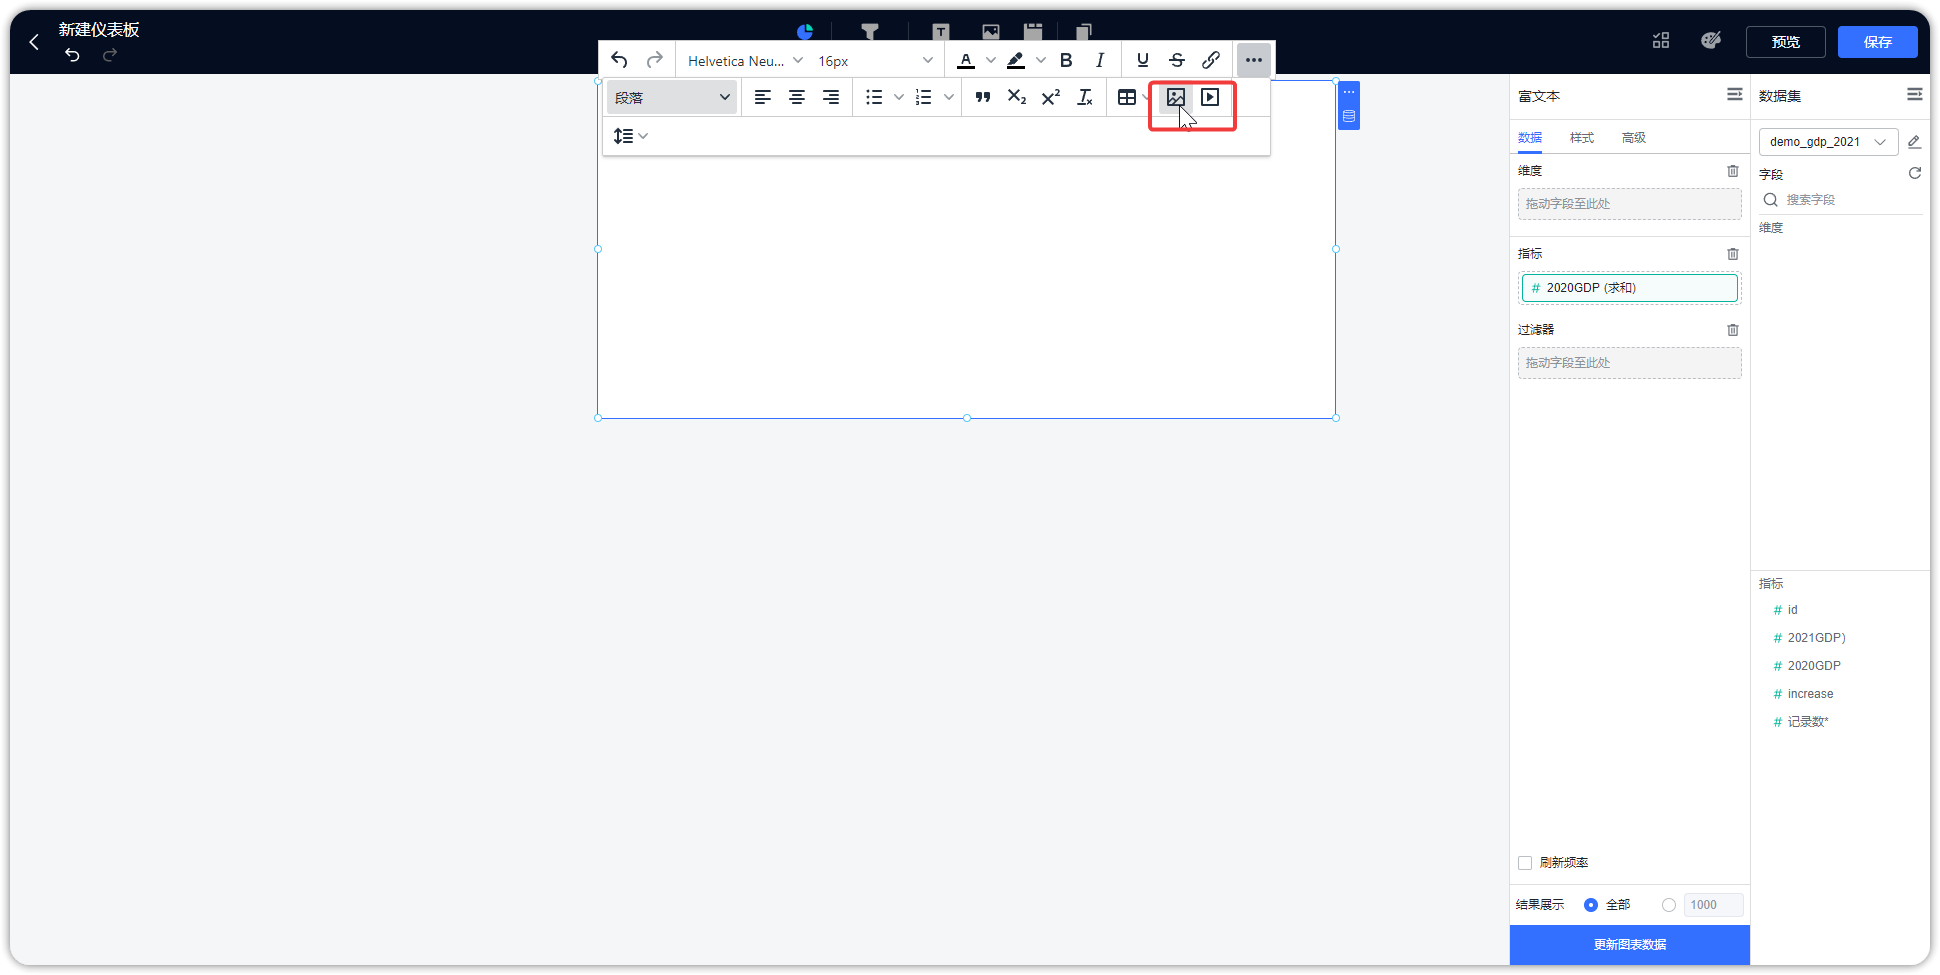 新建仪表板
预览
保存
Helvetica Neu...
16px
段落
富文本
数据
样式
高级
维度
拖动字段至此处
指标
# 2020GDP (求和)
过滤器
拖动字段至此处
刷新频率
结果展示
全部
1000
更新图表数据
数据集
demo_gdp_2021
字段
搜索字段
维度
指标
# id
# 2021GDP)
# 2020GDP
# increase
# 记录数*